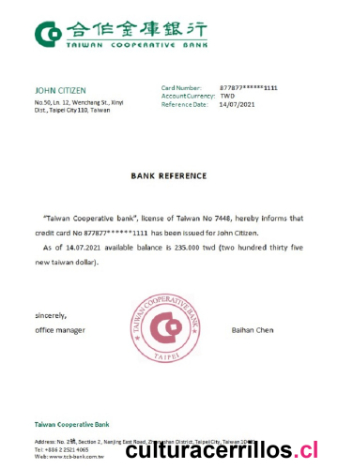 合作金庫銀行
TAIWAN COOPERATIVE BANK
JOHN CITIZEN
No.50, Ln. 12, Wenchang St., Xinyi
Dist., Taipei City 110, Taiwan
Card Number: 877877******1111
Account Currency: TWD
Reference Date: 14/07/2021
BANK REFERENCE
"Taiwan Cooperative bank", license of Taiwan No 7448, hereby informs that
credit card No 877877******1111 has been issued for John Citizen.
As of 14.07.2021 available balance is 235.000 twd (two hundred thirty five
new taiwan dollar).
sincerely,
office manager
TAIWAN COOPERATIVE BANK
TAIPEI
Baihan Chen
Taiwan Cooperative Bank
Address: No. 2號, Section 2, Nanjing East Road, Zhongshan District, Taipei City, Taiwan
Tel: +886 2 2521 4065
Web: www.tcb-bank.com.tw
culturacerrillos.cl